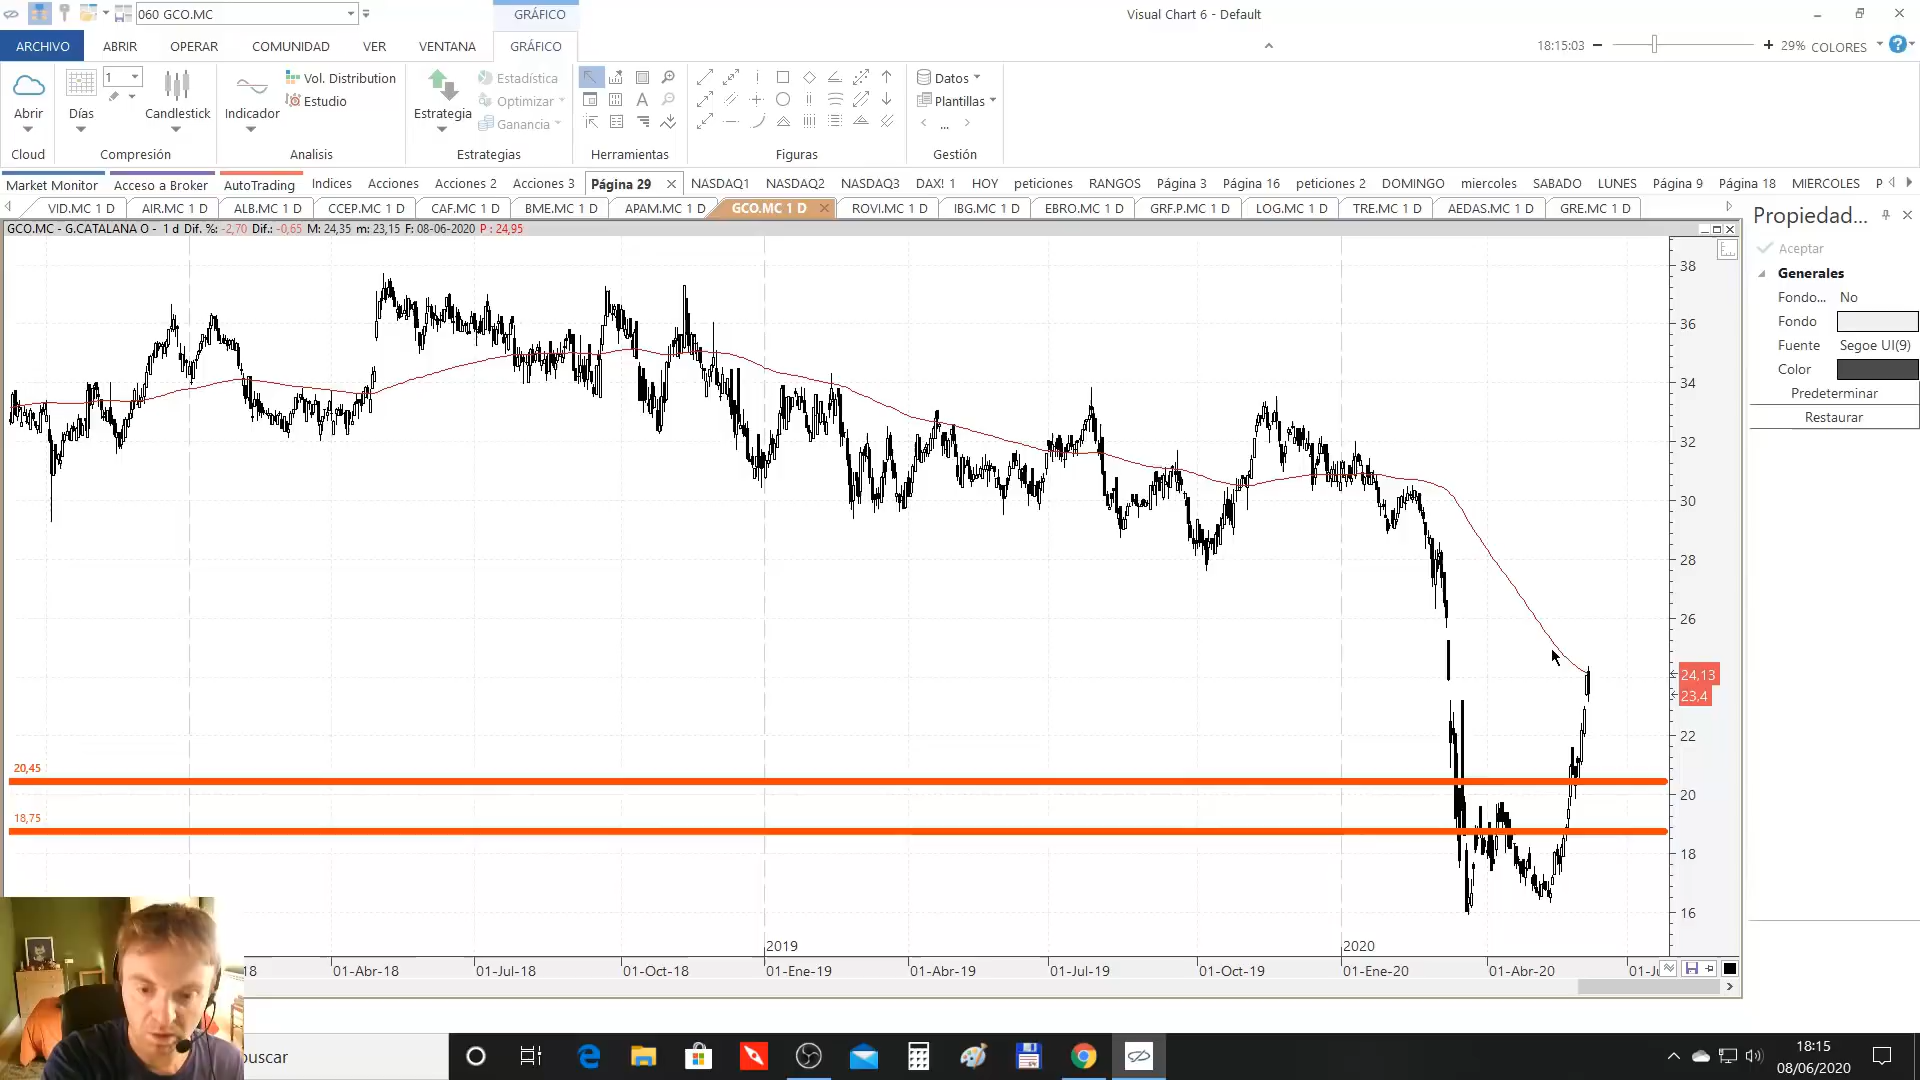 060 GCO.MC
GRÁFICO
Visual Chart 6 - Default
ARCHIVO ABRIR OPERAR COMUNIDAD VER VENTANA GRÁFICO
18:15:03 29% COLORES
Abrir
Cloud
1
Días
Candlestick
Compresión
Indicador
Vol. Distribution
Estudio
Analisis
Estrategia
Estadística
Optimizar
Ganancia
Estrategias
Herramientas
Figuras
Datos
Plantillas
...
Gestión
Market Monitor Acceso a Broker AutoTrading Indices Acciones Acciones 2 Acciones 3 Página 29 NASDAQ1 NASDAQ2 NASDAQ3 DAX! 1 HOY peticiones RANGOS Página 3 Página 16 peticiones 2 DOMINGO miercoles SABADO LUNES Página 9 Página 18 MIERCOLES P
VID.MC 1 D AIR.MC 1 D ALB.MC 1 D CCEP.MC 1 D CAF.MC 1 D BME.MC 1 D APAM.MC 1 D GCO.MC 1 D ROVI.MC 1 D IBG.MC 1 D EBRO.MC 1 D GRF.P.MC 1 D LOG.MC 1 D TRE.MC 1 D AEDAS.MC 1 D GRE.MC 1 D
GCO.MC - G.CATALANA O - 1 d Dif. %: -2,70 Dif.: -0,65 M: 24,35 m: 23,15 F: 08-06-2020 P : 24,95
38
36
34
32
30
28
26
24,13
23,4
22
20
18
16
20,45
18,75
2019 2020
18 01-Abr-18 01-Jul-18 01-Oct-18 01-Ene-19 01-Abr-19 01-Jul-19 01-Oct-19 01-Ene-20 01-Abr-20 01-Ju
Propiedad...
Aceptar
Generales
Fondo... No
Fondo
Fuente Segoe UI(9)
Color
Predeterminar
Restaurar
buscar
18:15
08/06/2020